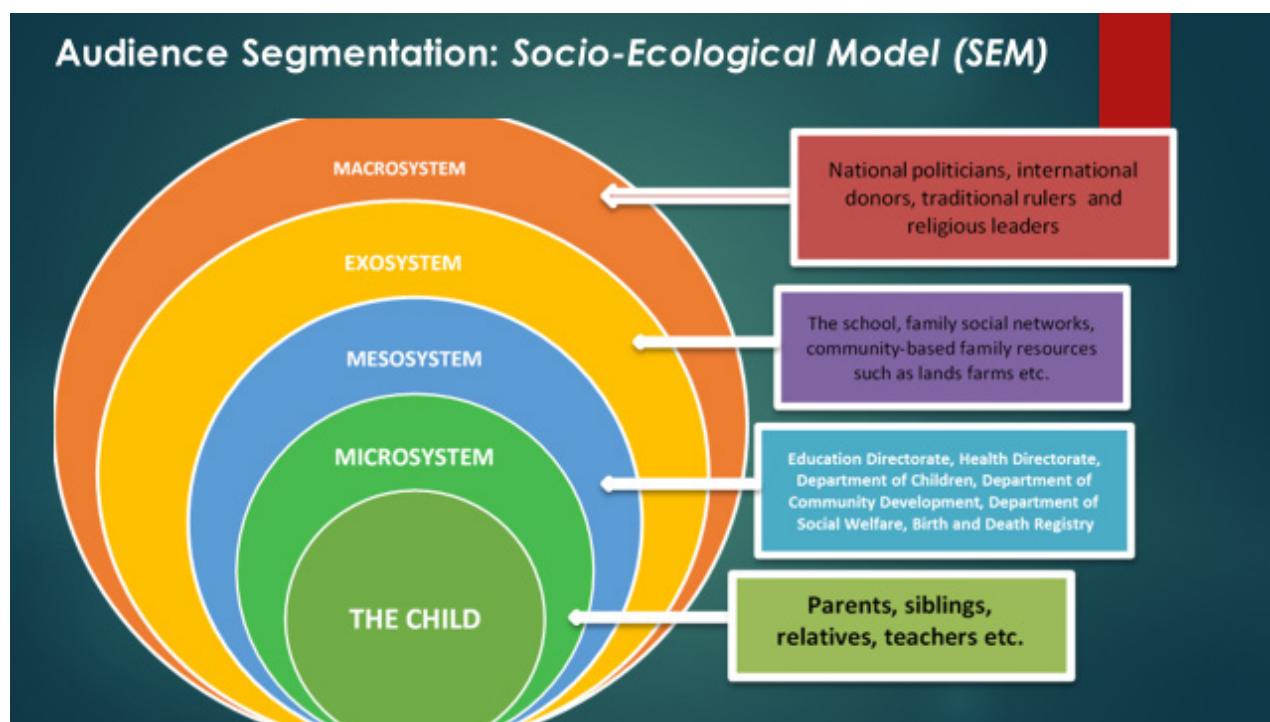 Audience Segmentation: Socio-Ecological Model (SEM)
MACROSYSTEM
National politicians, international
donors, traditional rulers and
religious leaders
EXOSYSTEM
The school, family social networks,
community-based family resources
such as lands farms etc.
MESOSYSTEM
Education Directorate, Health Directorate,
Department of Children, Department of
Community Development, Department of
Social Welfare, Birth and Death Registry
MICROSYSTEM
Parents, siblings,
relatives, teachers etc.
THE CHILD